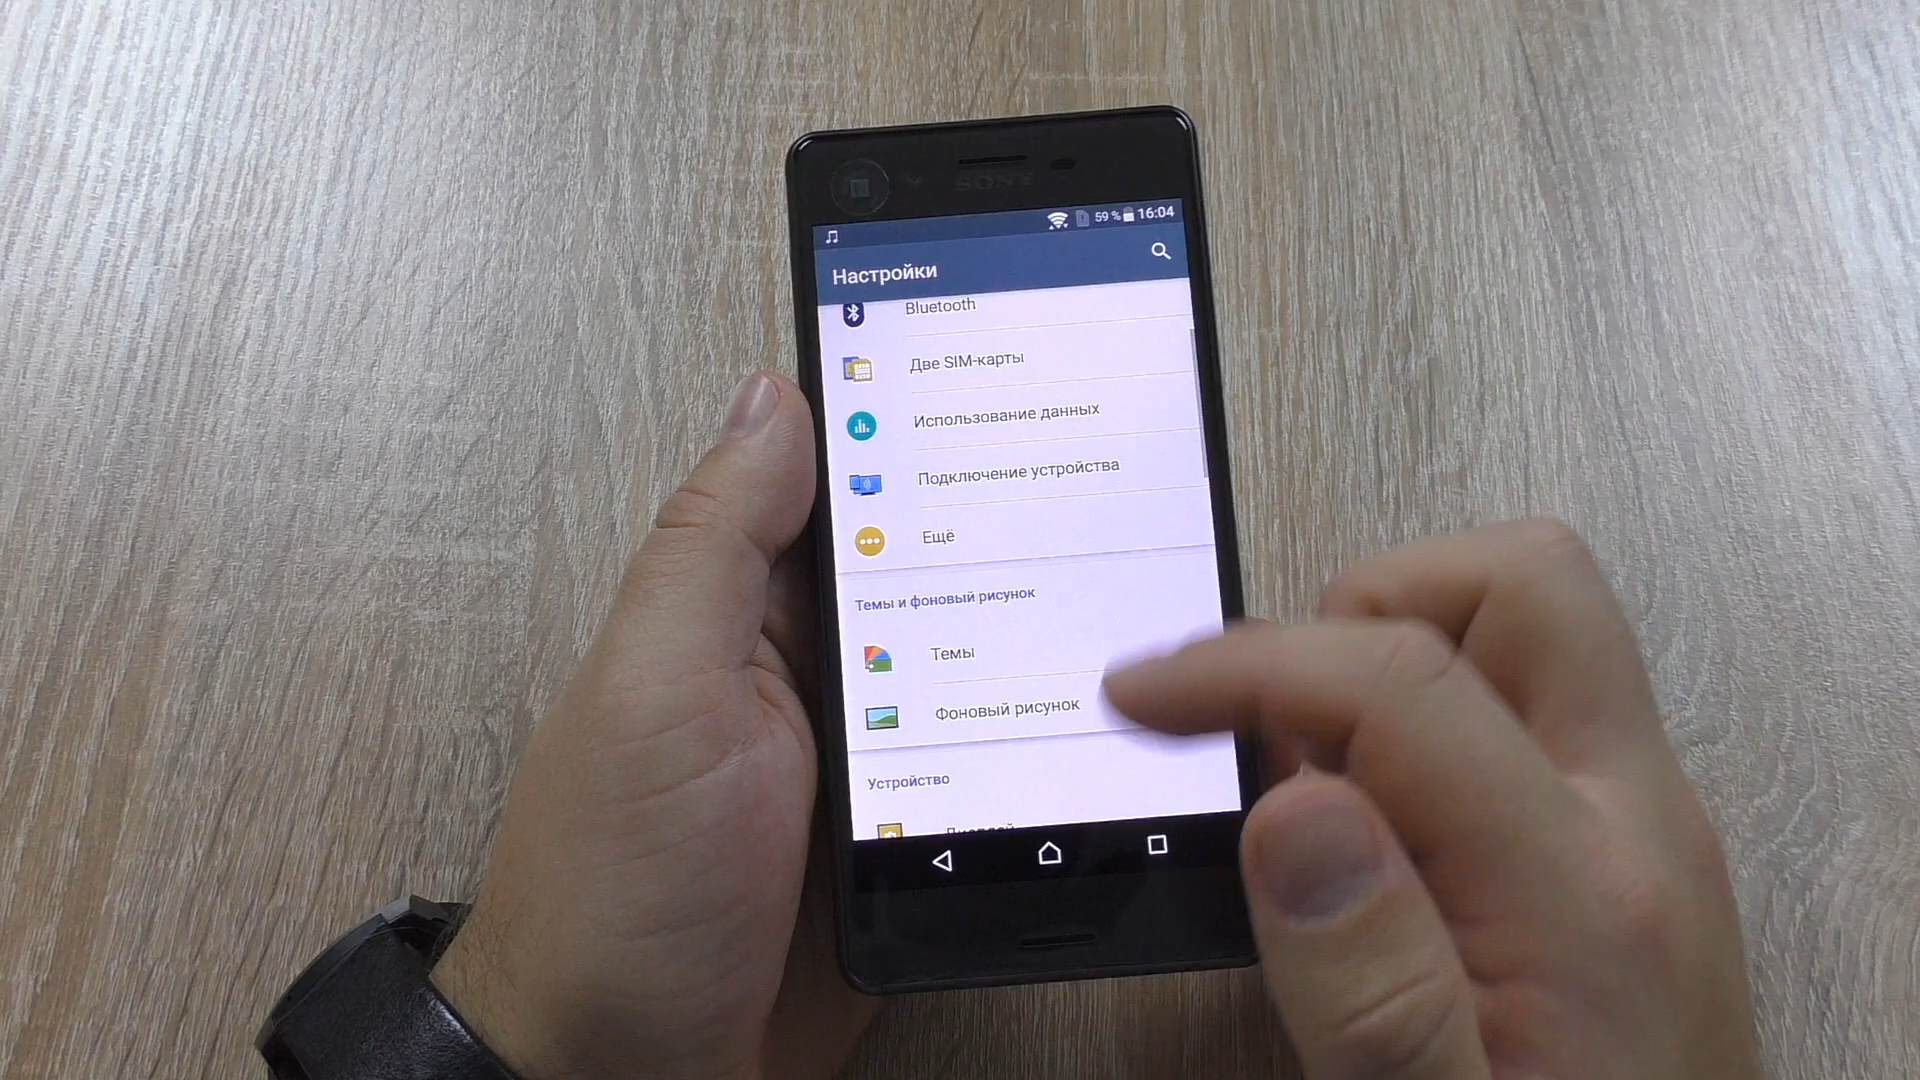 SONY
59 % 16:04
Настройки
Bluetooth
Две SIM-карты
Использование данных
Подключение устройства
Ещё
Темы и фоновый рисунок
Темы
Фоновый рисунок
Устройство
Дисплей